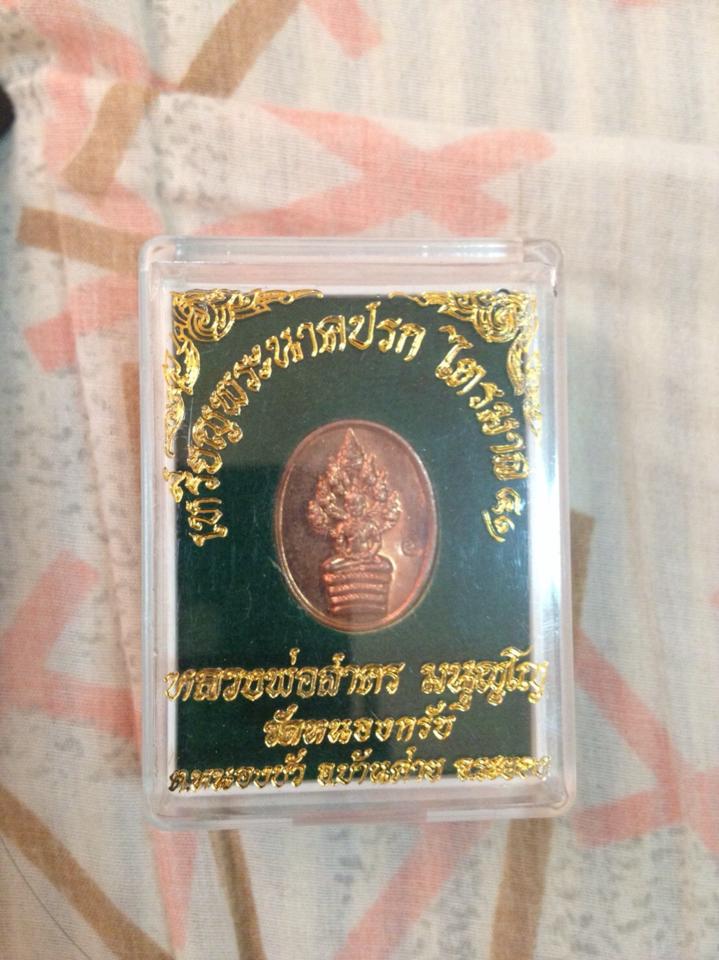 เหรียญพระนาคปรก ไตรมาส ๕๔
หลวงพ่อสาคร มนุญฺโญ
วัดหนองกรับ
ต.หนองบัว อ.บ้านค่าย จ.ระยอง